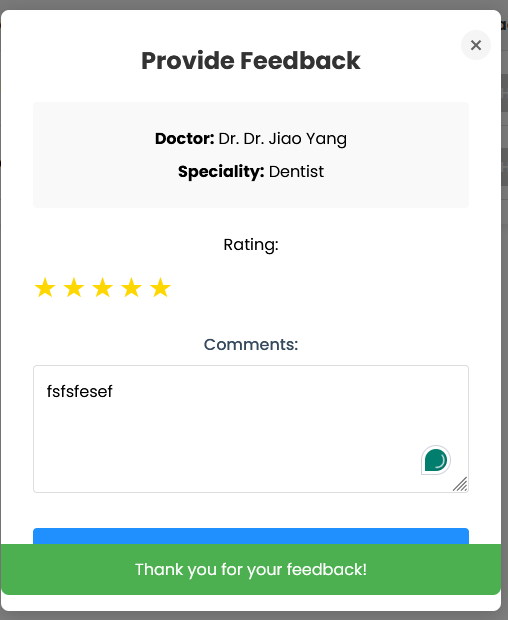 Provide Feedback
×
Doctor: Dr. Dr. Jiao Yang
Speciality: Dentist
Rating:
Comments:
fsfsfesef
Thank you for your feedback!